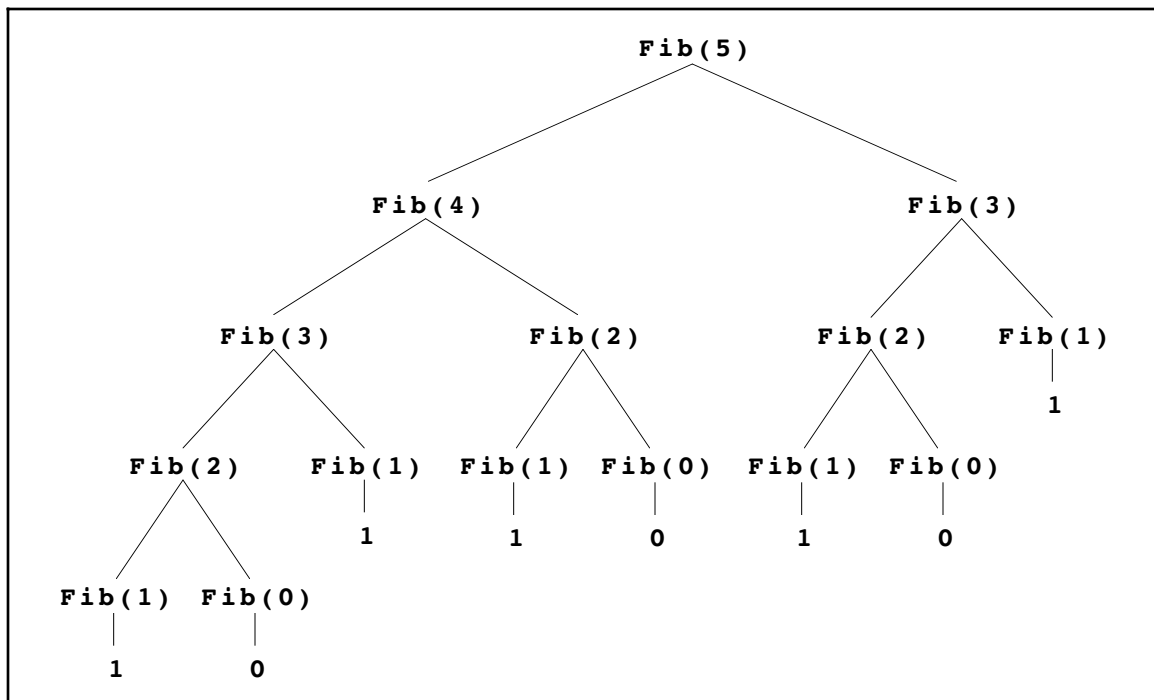 Fib(5)
Fib(4) Fib(3)
Fib(3) Fib(2) Fib(2) Fib(1)
1
Fib(2) Fib(1) Fib(1) Fib(0) Fib(1) Fib(0)
1 1 0 1 0
Fib(1) Fib(0)
1 0